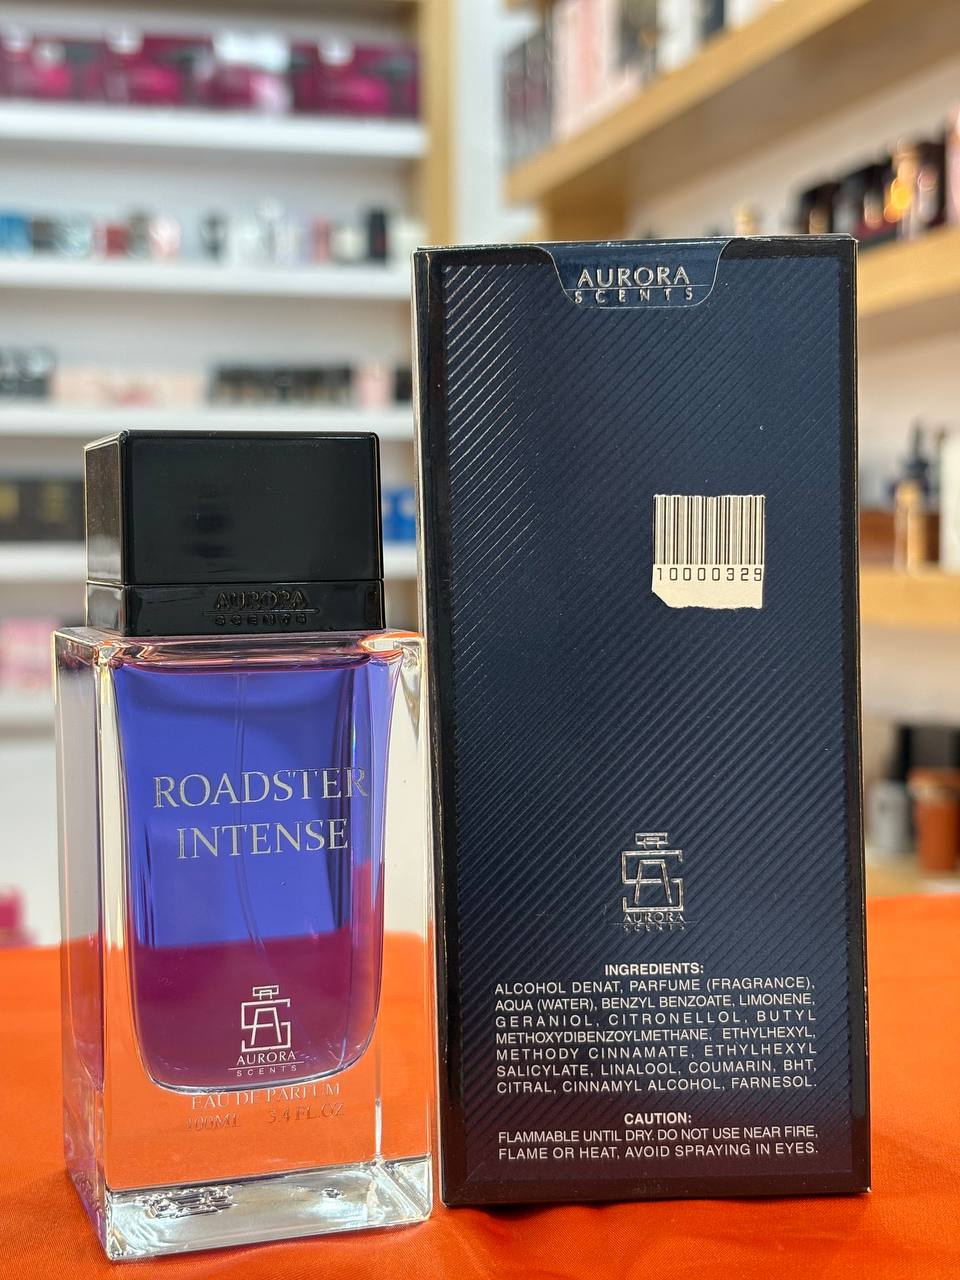 AURORA
SCENTS
10000329
AURORA
SCENTS
ROADSTER
INTENSE
AURORA
SCENTS
EAU DE PARFUM
100ML 3.4 FL.OZ
AURORA
SCENTS
INGREDIENTS:
ALCOHOL DENAT, PARFUME (FRAGRANCE),
AQUA (WATER), BENZYL BENZOATE, LIMONENE,
GERANIOL, CITRONELLOL, BUTYL
METHOXYDIBENZOYLMETHANE, ETHYLHEXYL,
METHODY CINNAMATE, ETHYLHEXYL
SALICYLATE, LINALOOL, COUMARIN, BHT,
CITRAL, CINNAMYL ALCOHOL, FARNESOL.
CAUTION:
FLAMMABLE UNTIL DRY. DO NOT USE NEAR FIRE,
FLAME OR HEAT, AVOID SPRAYING IN EYES.